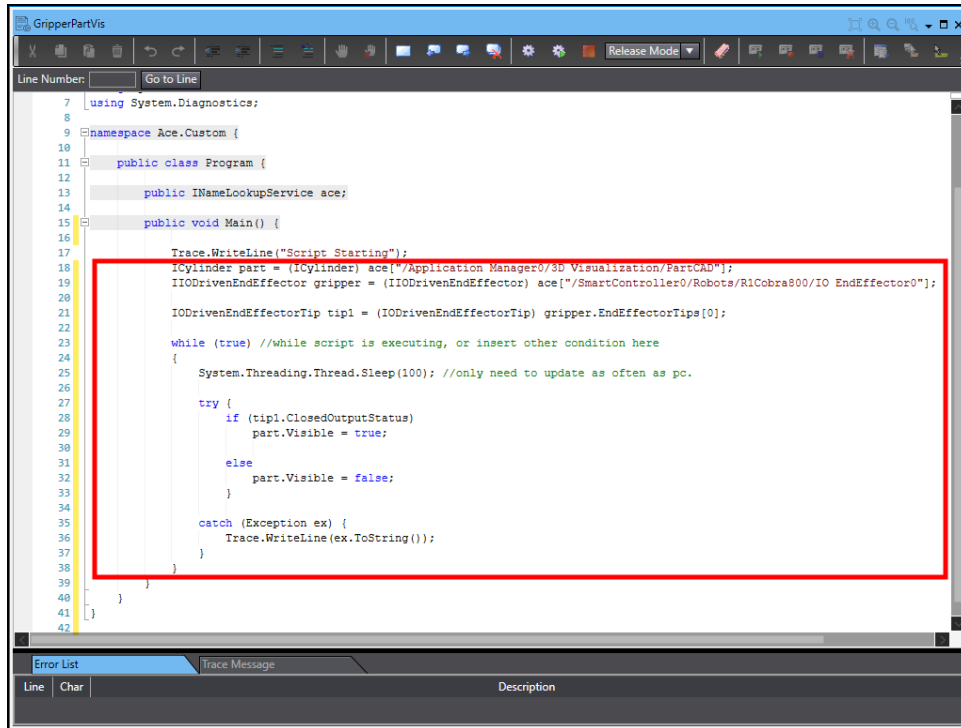 GripperPartVis
Release Mode
Line Number: Go to Line
7 using System.Diagnostics;
8
9 namespace Ace.Custom {
10
11 public class Program {
12
13 public INameLookupService ace;
14
15 public void Main() {
16
17 Trace.WriteLine("Script Starting");
18 ICylinder part = (ICylinder) ace["/Application Manager0/3D Visualization/PartCAD"];
19 IIODrivenEndEffector gripper = (IIODrivenEndEffector) ace["/SmartController0/Robots/R1Cobra800/IO EndEffector0"];
20
21 IODrivenEndEffectorTip tip1 = (IODrivenEndEffectorTip) gripper.EndEffectorTips[0];
22
23 while (true) //while script is executing, or insert other condition here
24 {
25 System.Threading.Thread.Sleep(100); //only need to update as often as pc.
26
27 try {
28 if (tip1.ClosedOutputStatus)
29 part.Visible = true;
30
31 else
32 part.Visible = false;
33 }
34
35 catch (Exception ex) {
36 Trace.WriteLine(ex.ToString());
37 }
38 }
39 }
40 }
41 }
42
Error List Trace Message
Line Char Description